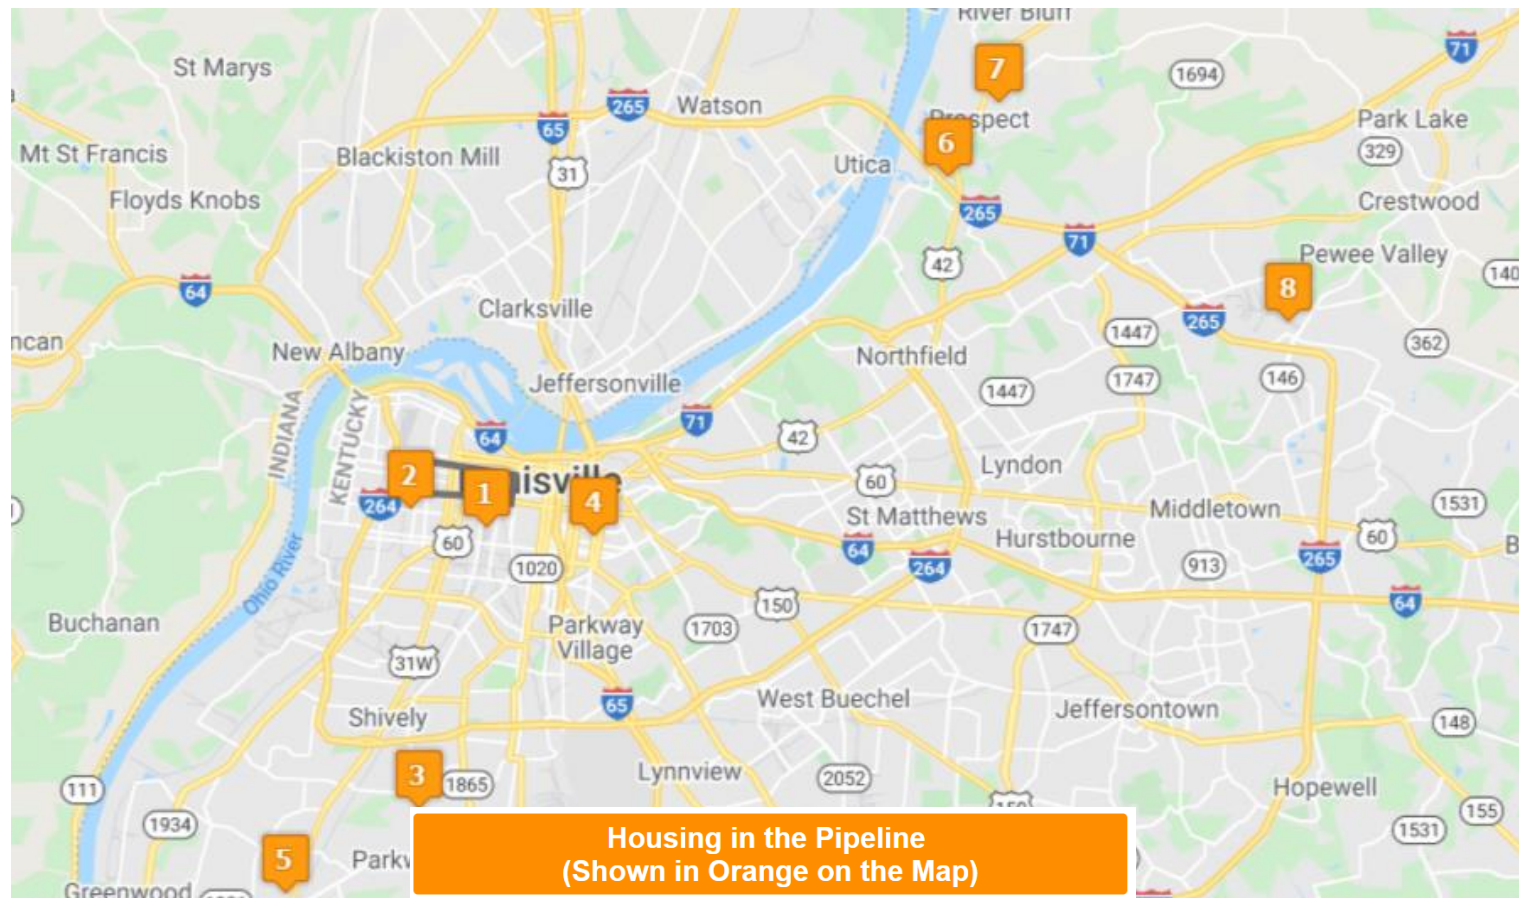 River Bluff
7
71
St Marys
1694
265
Watson
65
Prospect
Park Lake
6
329
Mt St Francis
Blackiston Mill
31
Utica
Floyds Knobs
265
Crestwood
71
Pewee Valley
42
140
64
8
Clarksville
265
1447
362
New Albany
Northfield
Jeffersonville
1447
1747
146
INDIANA
KENTUCKY
71
64
42
2
Lyndon
60
1
isville
4
264
1531
Middletown
St Matthews
60
60
Hurstbourne
64
265
1020
264
913
Ohio River
150
64
Buchanan
Parkway
Village
1703
1747
31W
West Buechel
65
Jeffersontown
Shively
148
3
1865
Lynnview
2052
111
Hopewell
155
1934
1531
Housing in the Pipeline
(Shown in Orange on the Map)
5
Greenwood